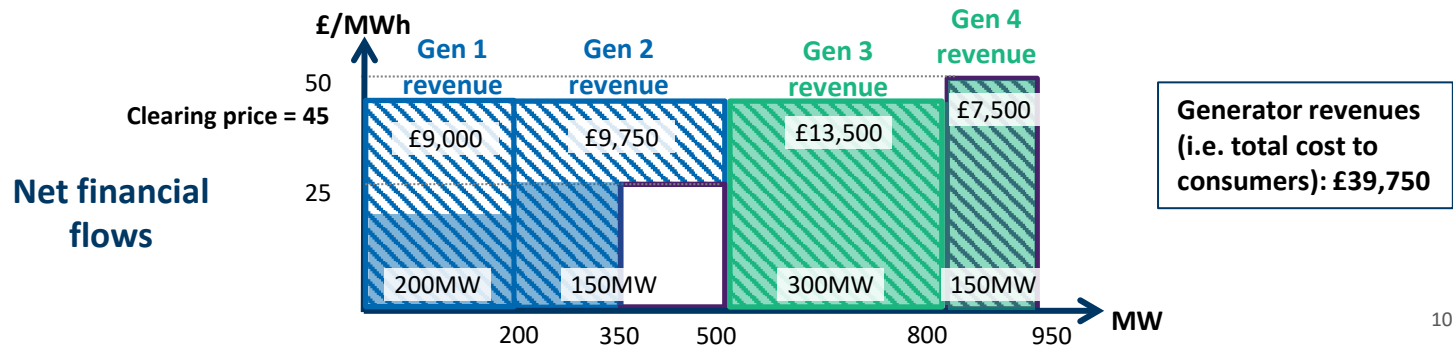 £/MWh
Gen 1
revenue
Gen 2
revenue
Gen 3
revenue
Gen 4
revenue
50
Clearing price = 45
25
£9,000
£9,750
£13,500
£7,500
Net financial
flows
200MW
150MW
300MW
150MW
MW
200
350
500
800
950
Generator revenues
(i.e. total cost to
consumers): £39,750
10